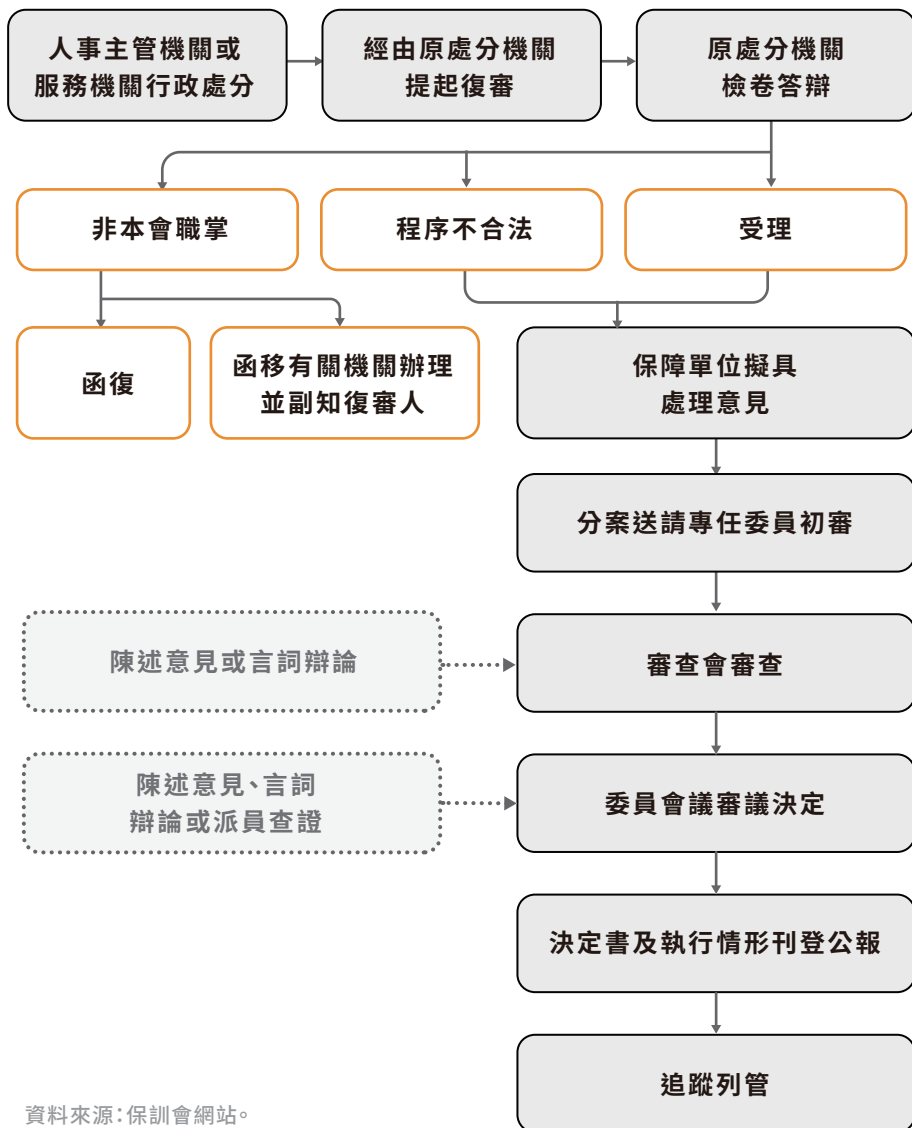 人事主管機關或
服務機關行政處分
經由原處分機關
提起復審
原處分機關
檢卷答辯
非本會職掌
程序不合法
受理
函復
函移有關機關辦理
並副知復審人
保障單位擬具
處理意見
分案送請專任委員初審
陳述意見或言詞辯論
審查會審查
陳述意見、言詞
辯論或派員查證
委員會議審議決定
決定書及執行情形刊登公報
追蹤列管
資料來源：保訓會網站。